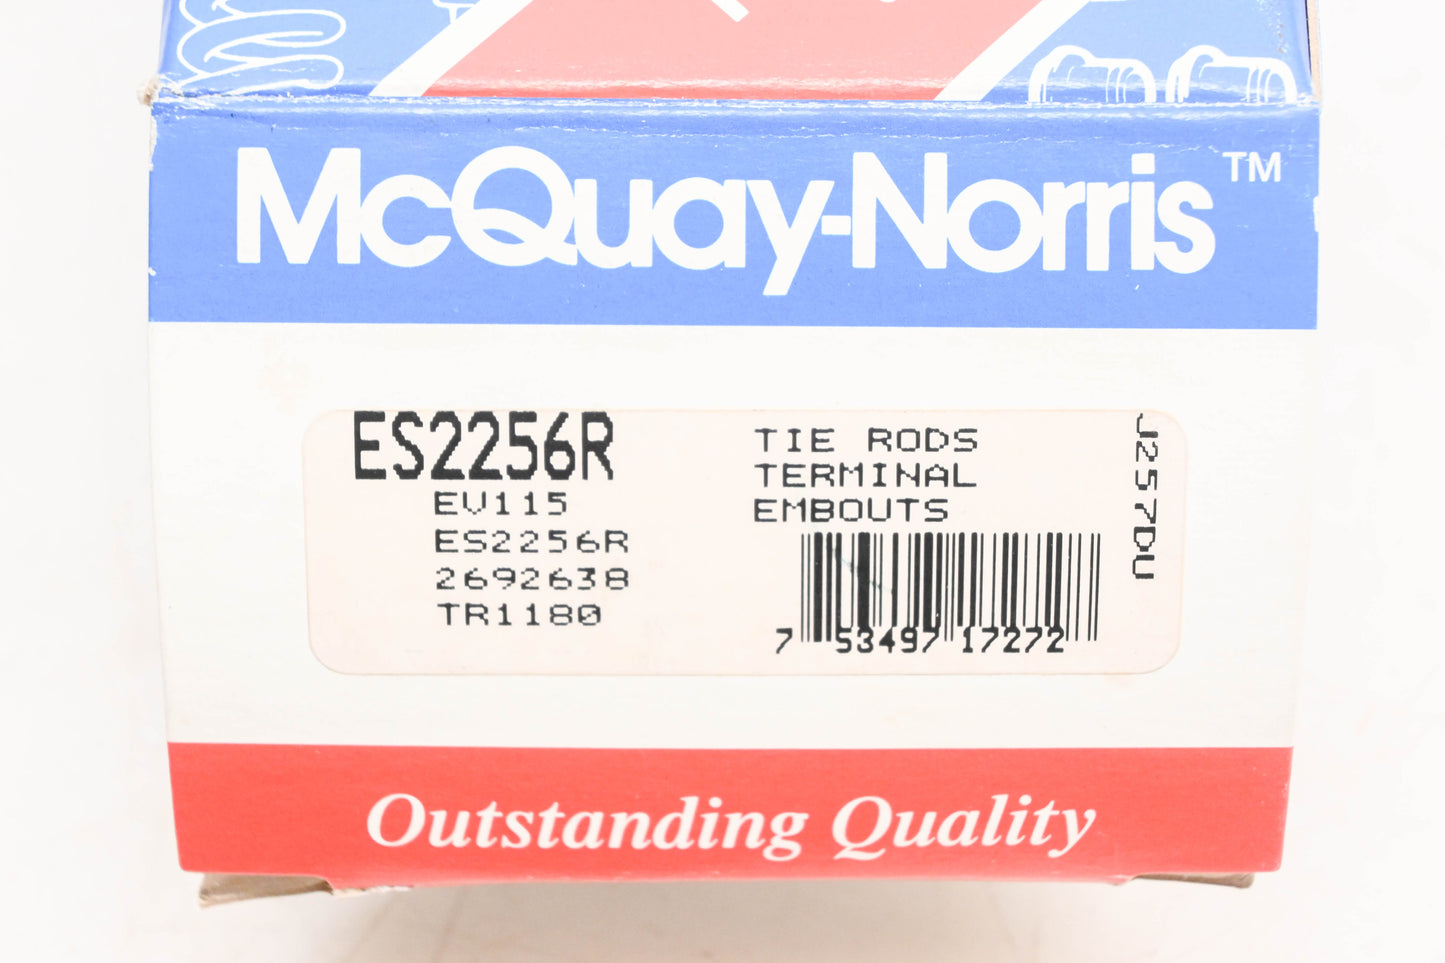 McQuay-Norris™
ES2256R
EV115
ES2256R
2692638
TR1180
TIE RODS
TERMINAL
EMBOUTS
7 53497 17272
J257DU
Outstanding Quality